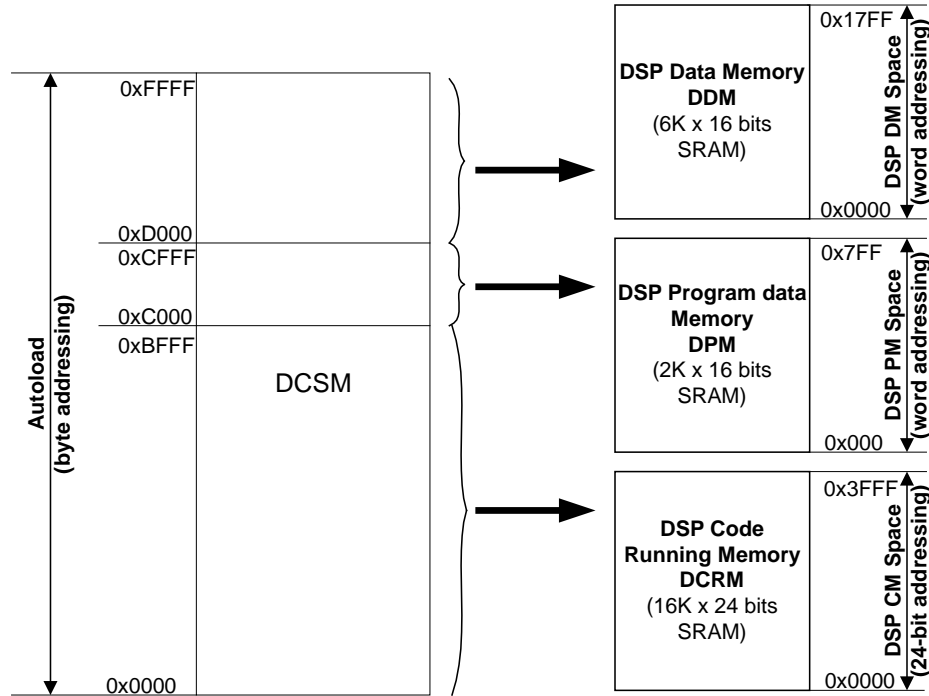 0xFFFF
0xD000
0xCFFF
0xC000
0xBFFF
DCSM
0x0000
Autoload
(byte addressing)
0x17FF
DSP Data Memory
DDM
(6K x 16 bits
SRAM)
0x0000
DSP DM Space
(word addressing)
0x7FF
DSP Program data
Memory
DPM
(2K x 16 bits
SRAM)
0x000
DSP PM Space
(word addressing)
0x3FFF
DSP Code
Running Memory
DCRM
(16K x 24 bits
SRAM)
0x0000
DSP CM Space
(24-bit addressing)